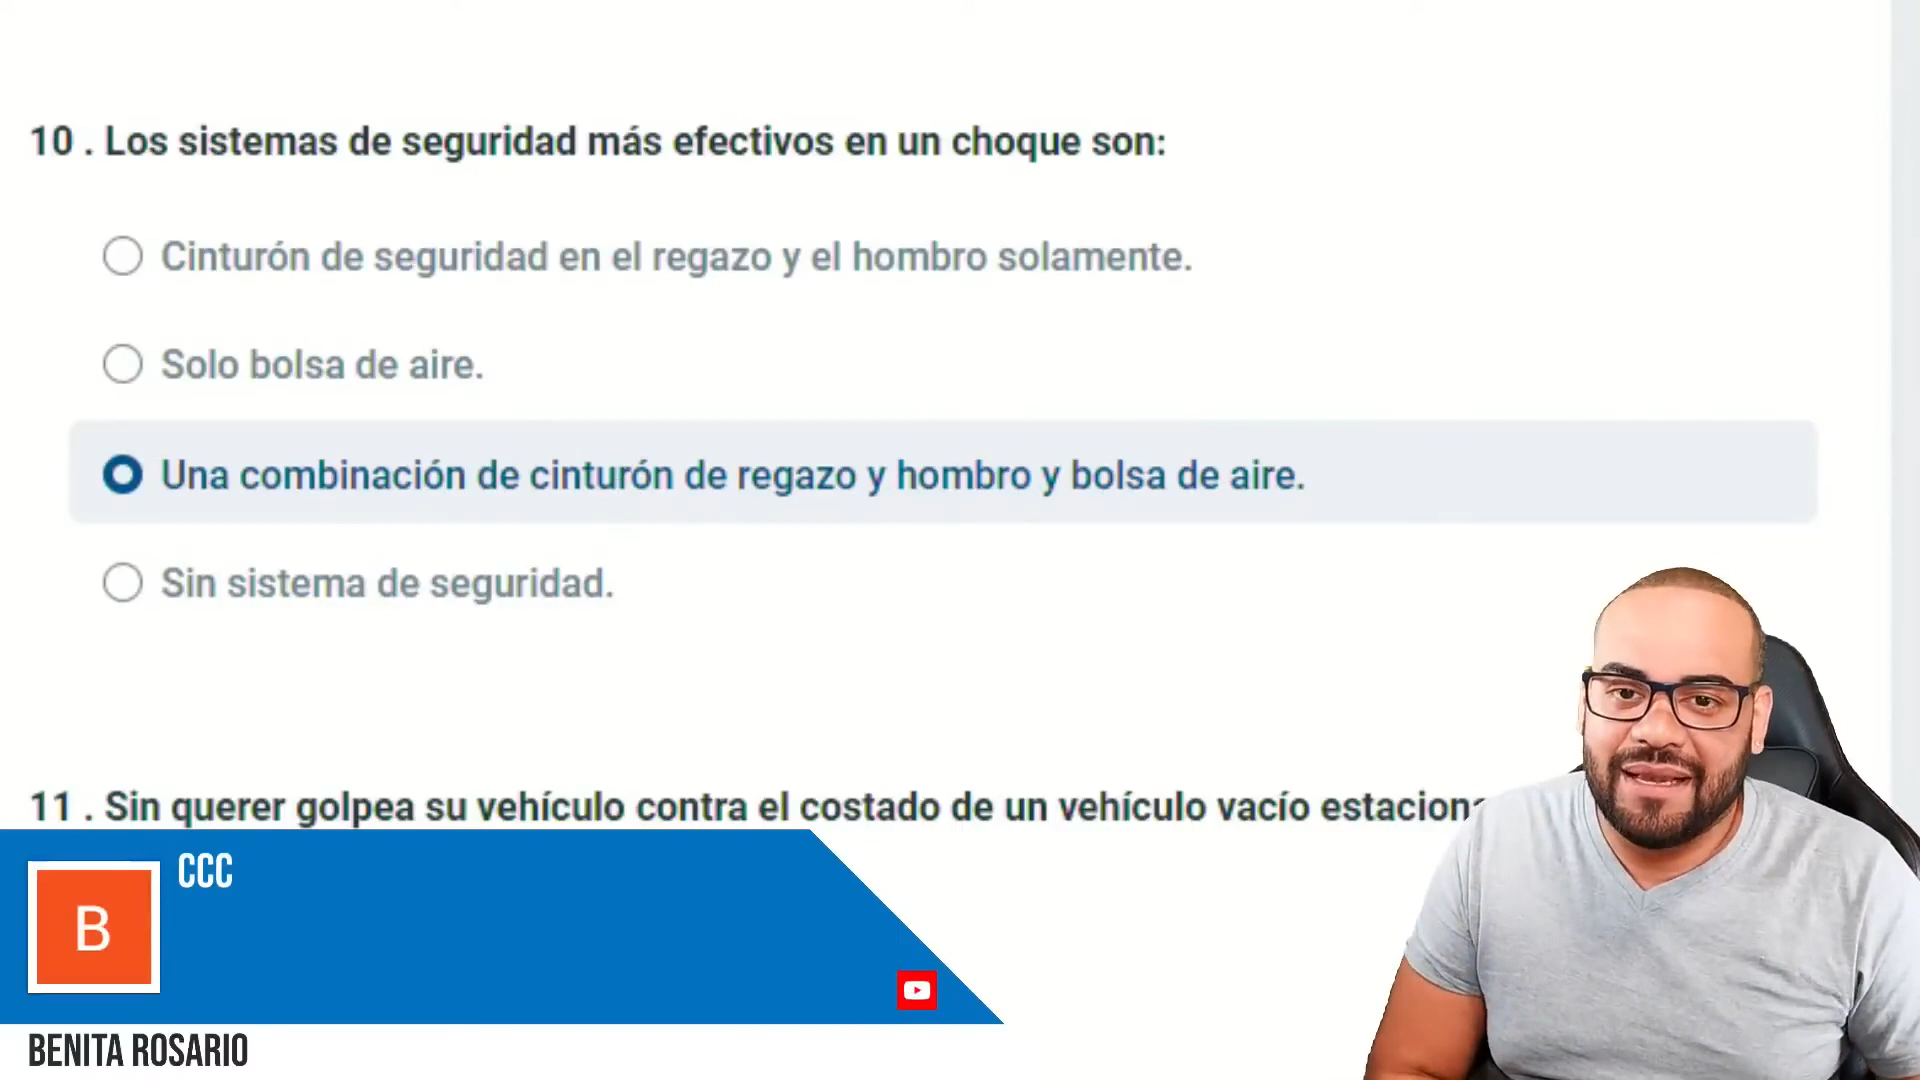 10 . Los sistemas de seguridad más efectivos en un choque son:
Cinturón de seguridad en el regazo y el hombro solamente.
Solo bolsa de aire.
Una combinación de cinturón de regazo y hombro y bolsa de aire.
Sin sistema de seguridad.
11 . Sin querer golpea su vehículo contra el costado de un vehículo vacío
CCC
B
BENITA ROSARIO